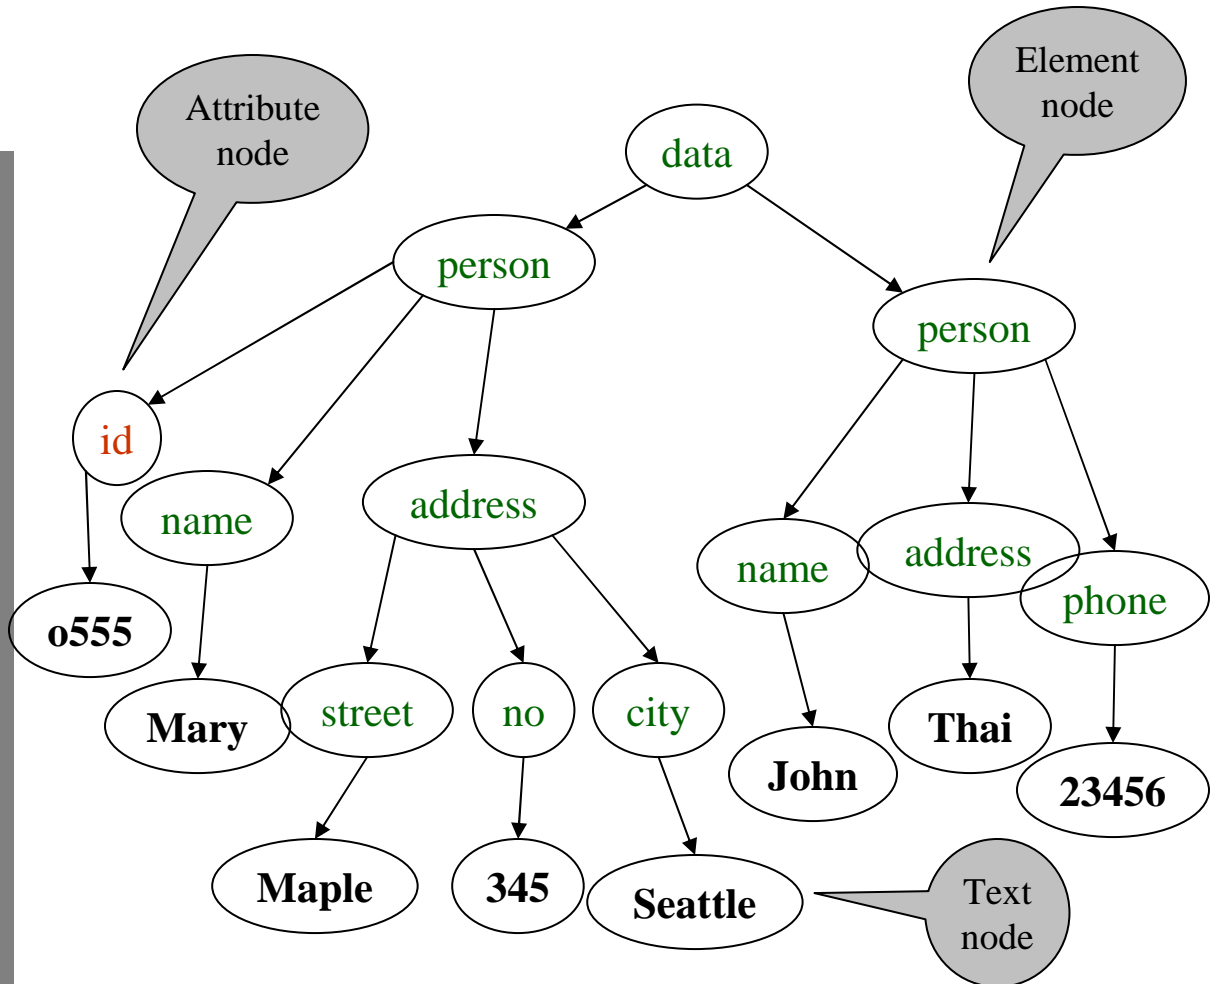 Element
node
Attribute
node
data
person
person
id
name
address
name
address
phone
o555
Mary
street
no
city
John
Thai
23456
Maple
345
Seattle
Text
node